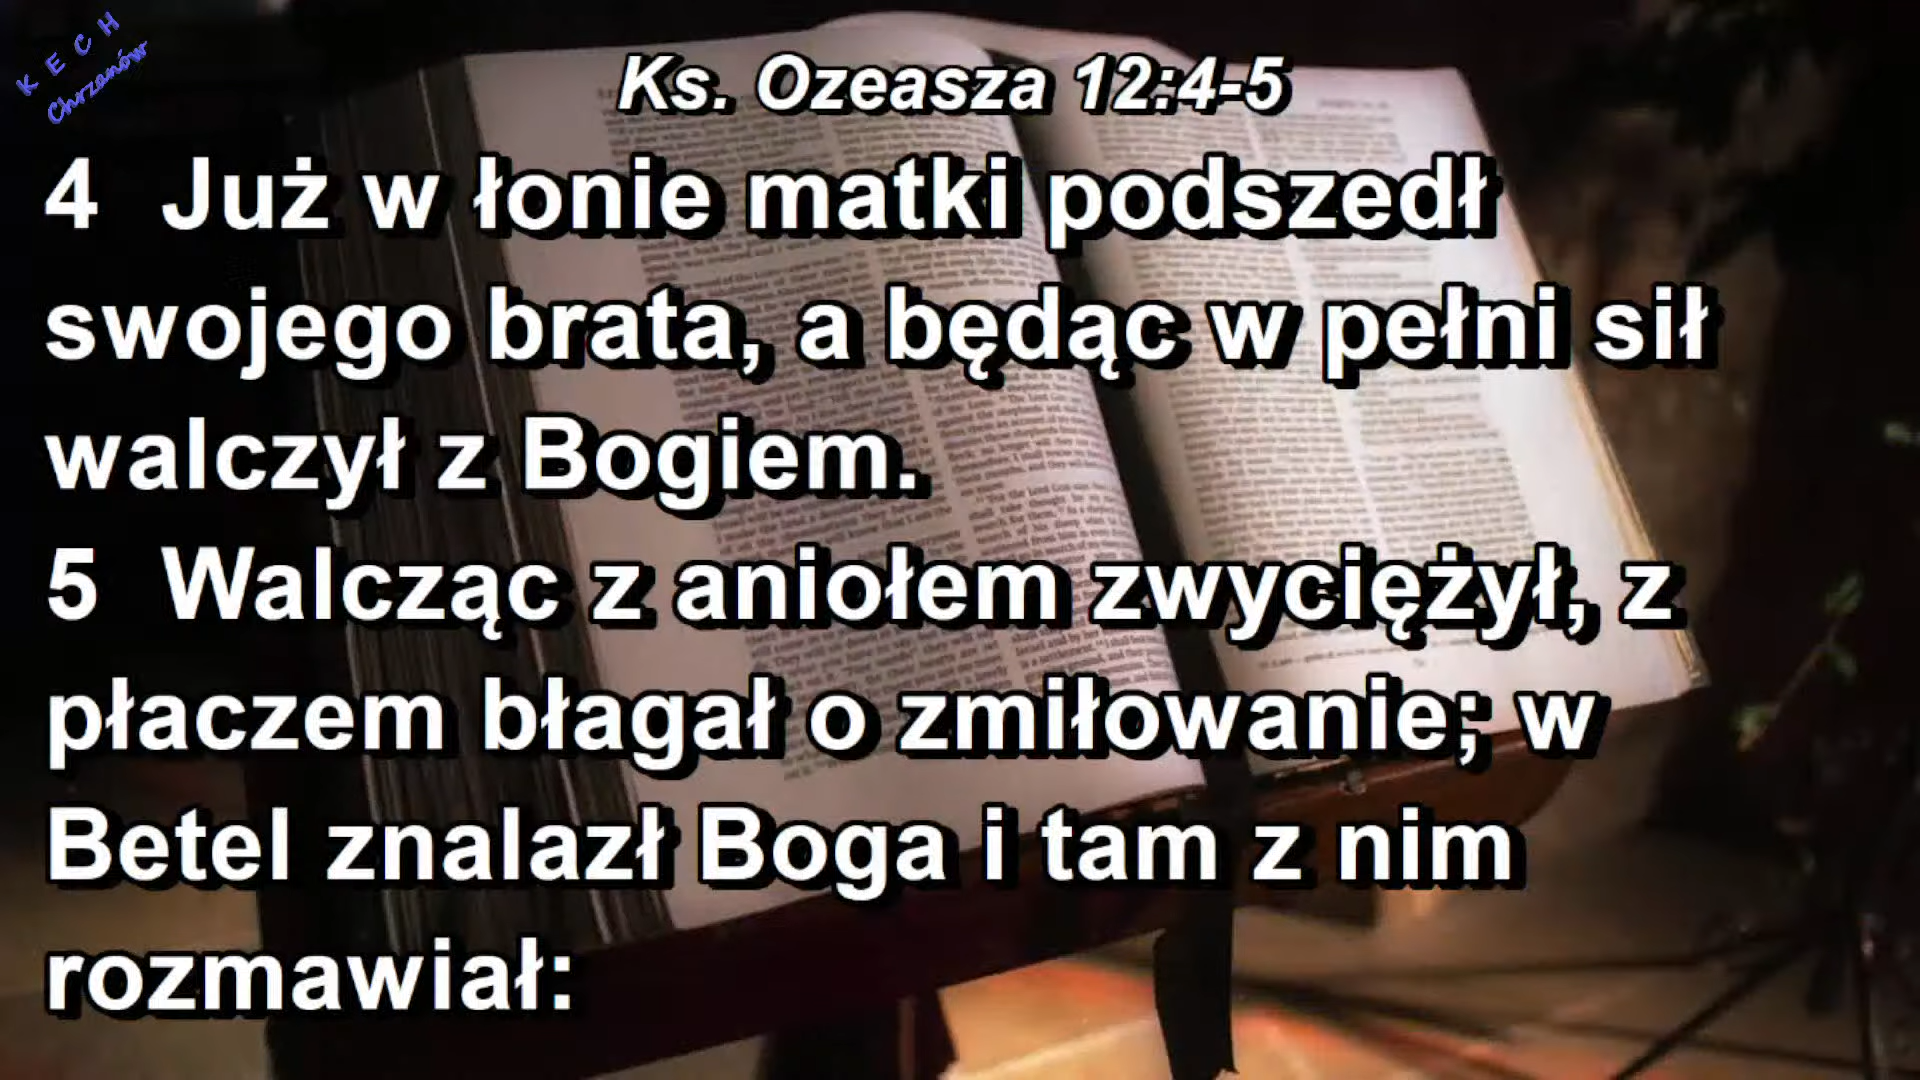 K E C H
Chrzanów
Ks. Ozeasza 12:4-5
4 Już w łonie matki podszedł
swojego brata, a będąc w pełni sił
walczył z Bogiem.
5 Walcząc z aniołem zwyciężył, z
płaczem błagał o zmiłowanie; w
Betel znalazł Boga i tam z nim
rozmawiał: